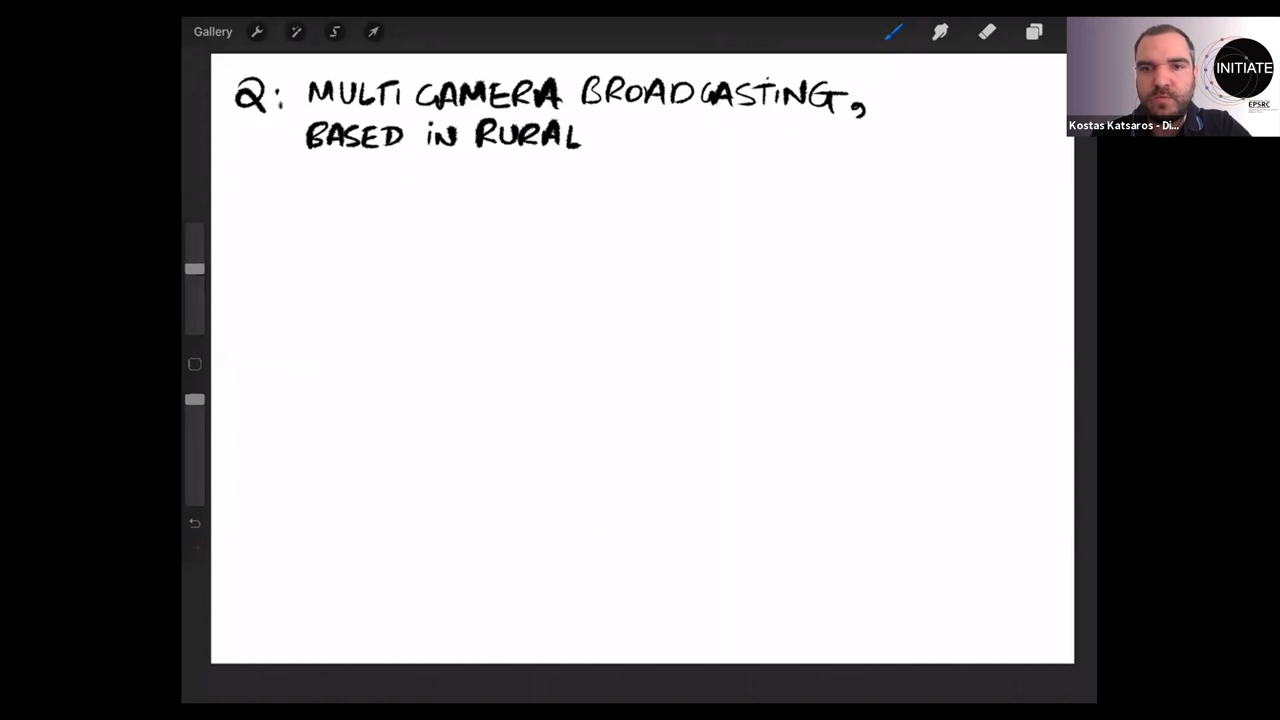 Gallery
Q: MULTI CAMERA BROADCASTING,
BASED IN RURAL
INITIATE
EPSRC
Kostas Katsaros - Di...